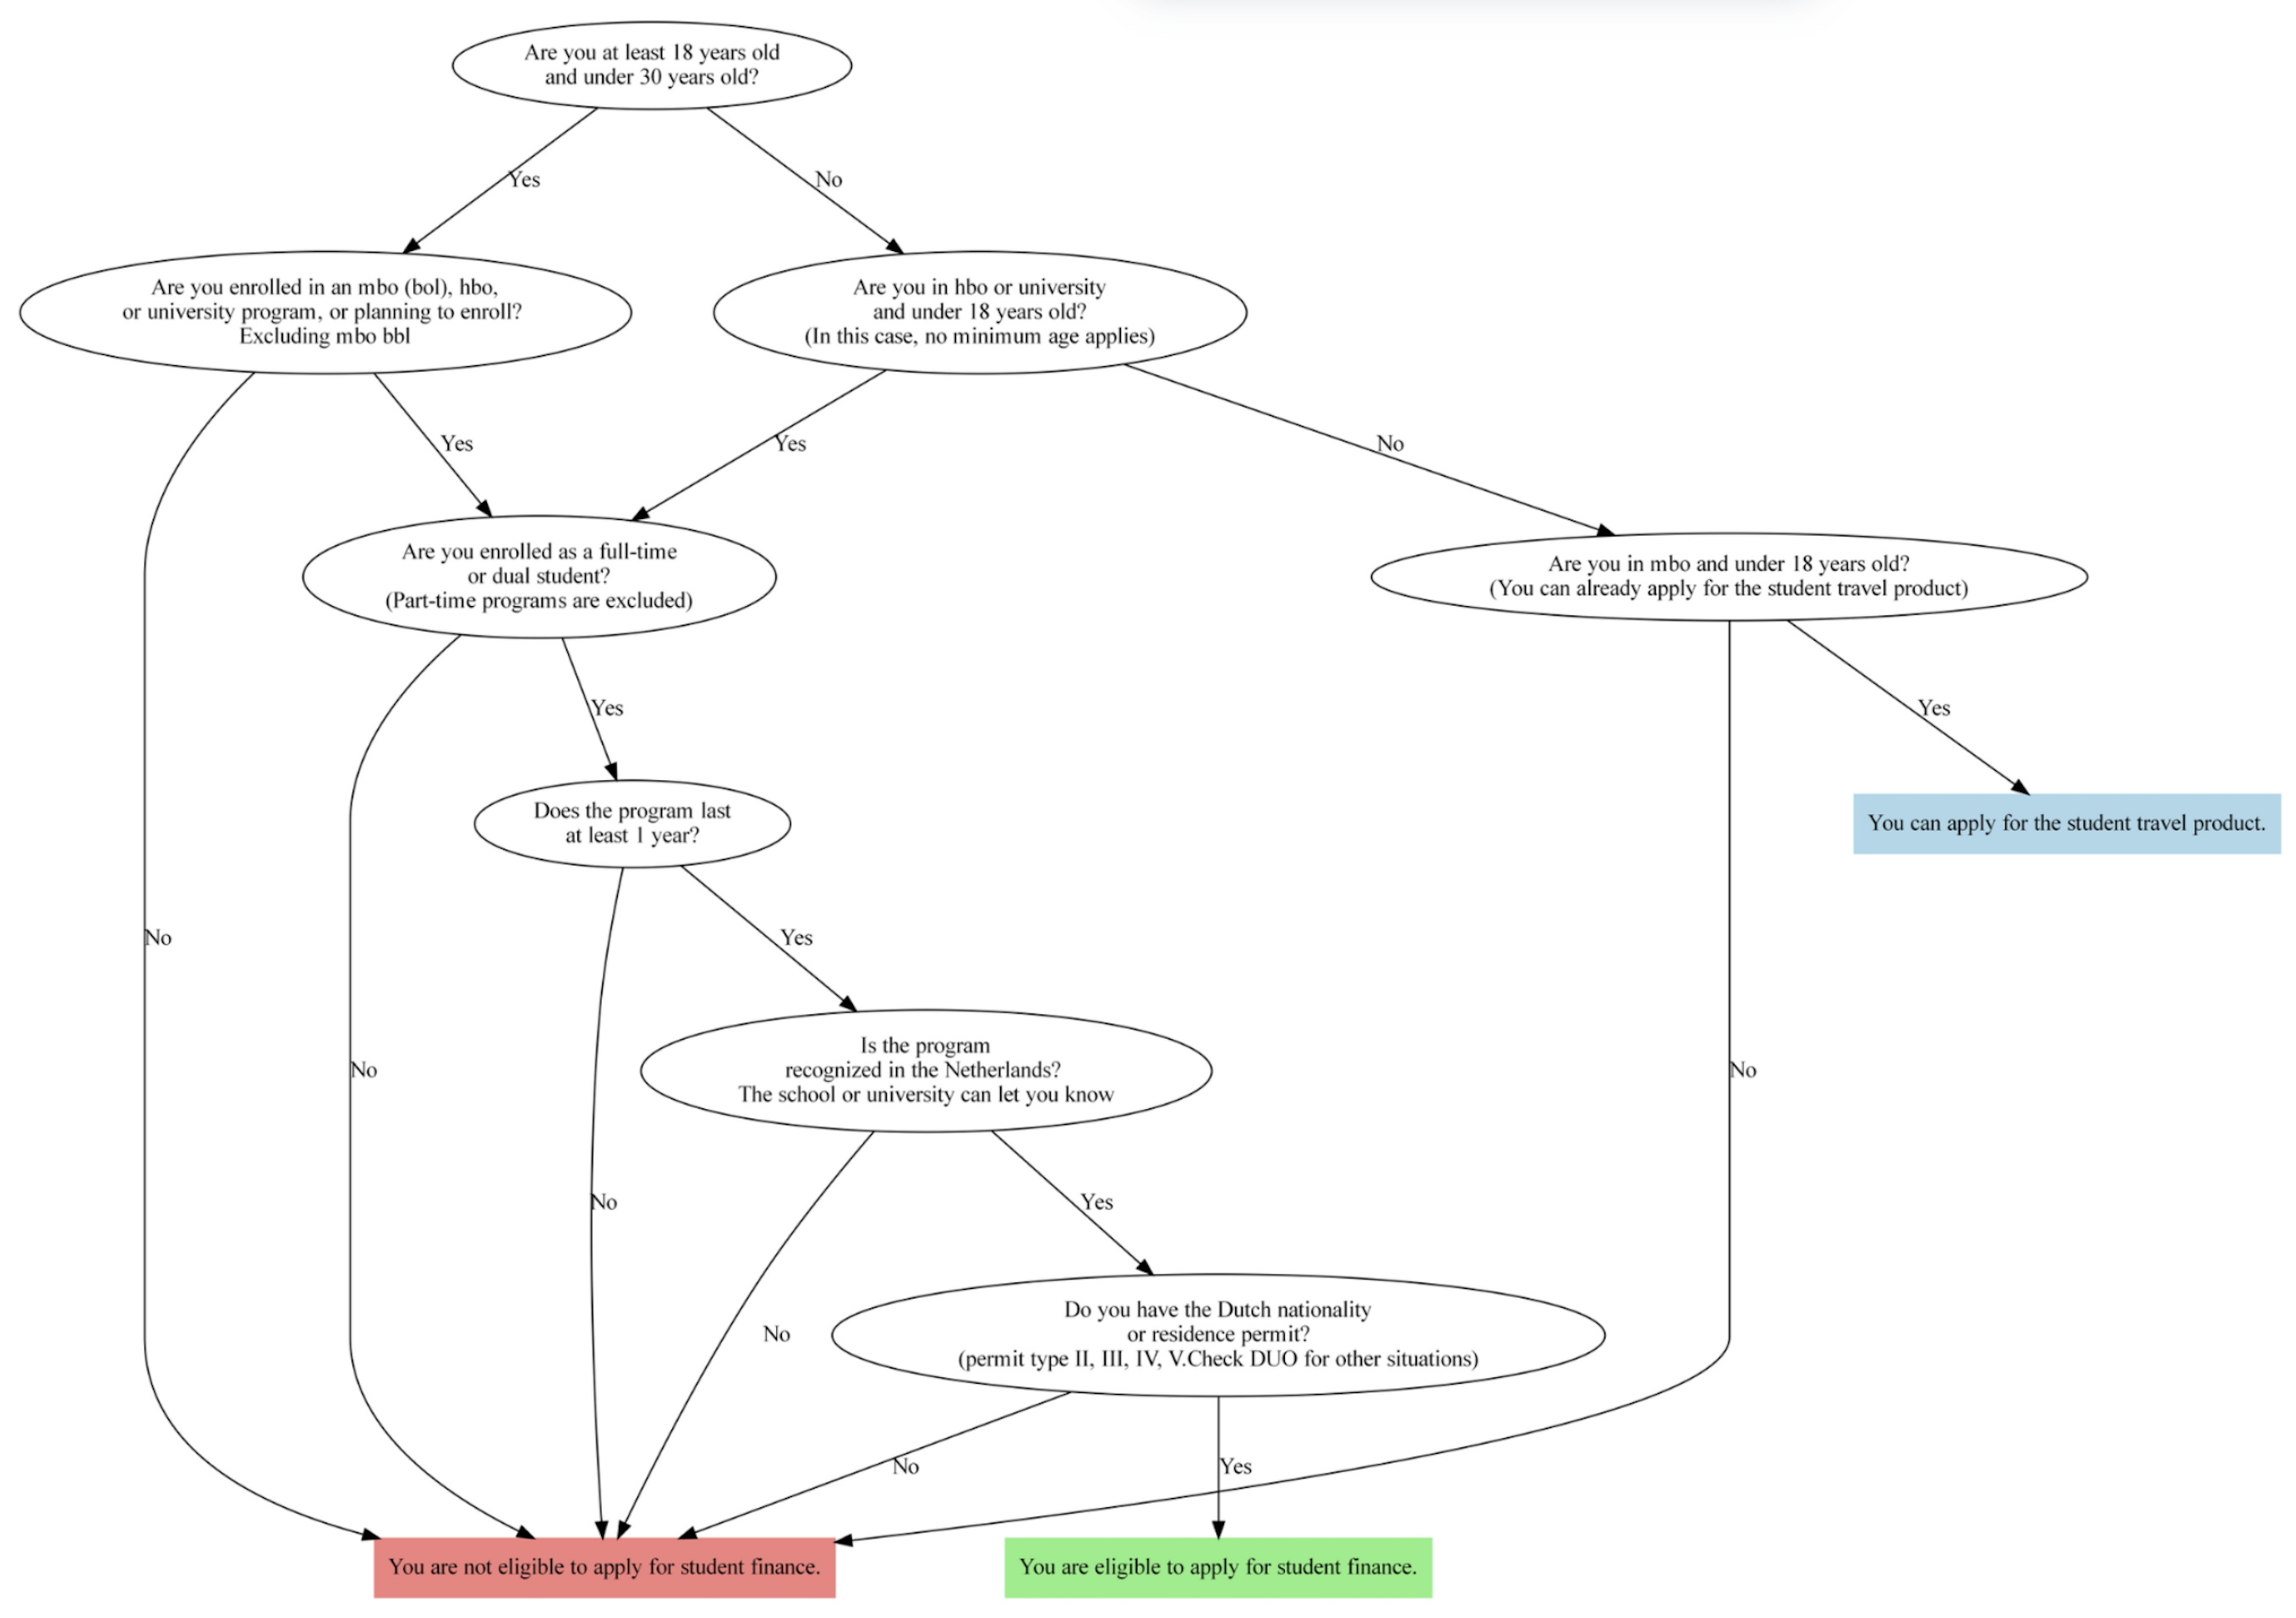 Are you at least 18 years old
and under 30 years old?
Yes
No
Are you enrolled in an mbo (bol), hbo,
or university program, or planning to enroll?
Excluding mbo bbl
Are you in hbo or university
and under 18 years old?
(In this case, no minimum age applies)
Yes
Yes
No
Are you enrolled as a full-time
or dual student?
(Part-time programs are excluded)
Are you in mbo and under 18 years old?
(You can already apply for the student travel product)
Yes
Yes
Does the program last
at least 1 year?
You can apply for the student travel product.
No
Yes
Is the program
recognized in the Netherlands?
The school or university can let you know
No
No
No
Yes
Do you have the Dutch nationality
or residence permit?
(permit type II, III, IV, V.Check DUO for other situations)
No
No
Yes
You are not eligible to apply for student finance.
You are eligible to apply for student finance.